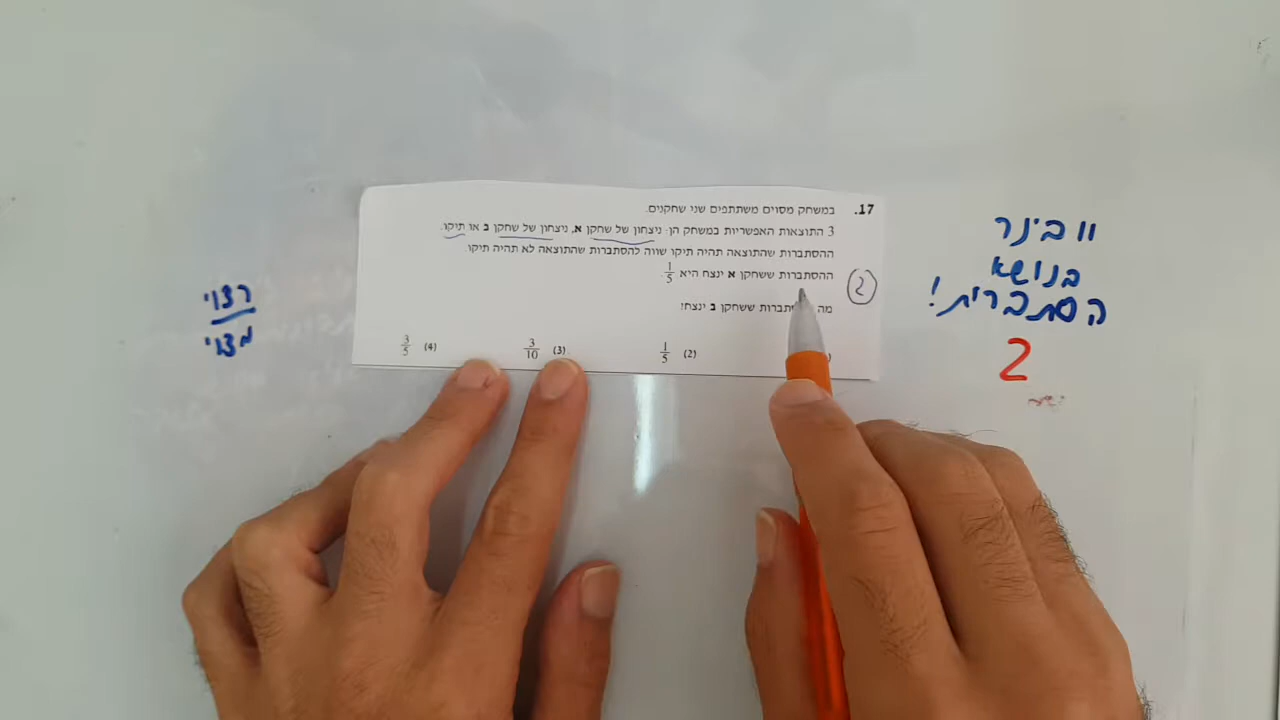 17. במשחק מסוים משתתפים שני שחקנים.
3 התוצאות האפשריות במשחק הן: ניצחון של שחקן א, ניצחון של שחקן ב או תיקו.
ההסתברות שהתוצאה תהיה תיקו שווה להסתברות שהתוצאה לא תהיה תיקו.
ההסתברות ששחקן א ינצח היא 1/5.
מה ששחקן ב ינצח?
(2) 1/5 (3) 3/10 (4) 3/5
2
וובינר
בנושא
הסתברות!
2
רצוי
מצוי